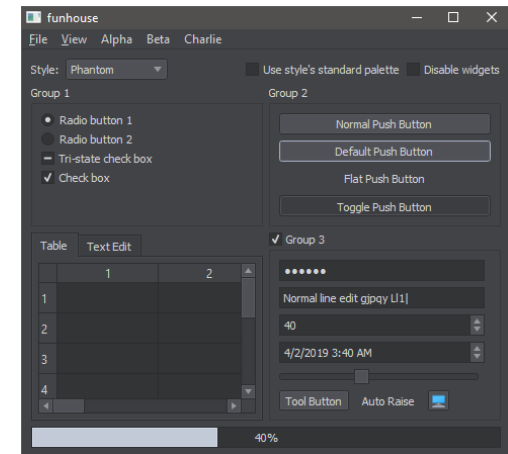 funhouse
File View Alpha Beta Charlie
Style: Phantom
Use style's standard palette
Disable widgets
Group 1
Radio button 1
Radio button 2
Tri-state check box
Check box
Group 2
Normal Push Button
Default Push Button
Flat Push Button
Toggle Push Button
Table
Text Edit
1 2
1
2
3
4
Group 3
Normal line edit gjpqy Ll1
40
4/2/2019 3:40 AM
Tool Button Auto Raise
40%